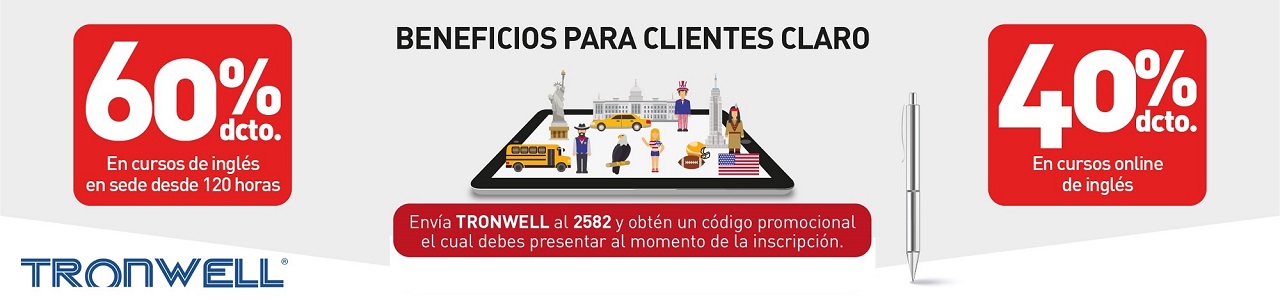 60%
dcto.
En cursos de inglés
en sede desde 120 horas
BENEFICIOS PARA CLIENTES CLARO
Envía TRONWELL al 2582 y obtén un código promocional
el cual debes presentar al momento de la inscripción.
40%
dcto.
En cursos online
de inglés
TRONWELL®